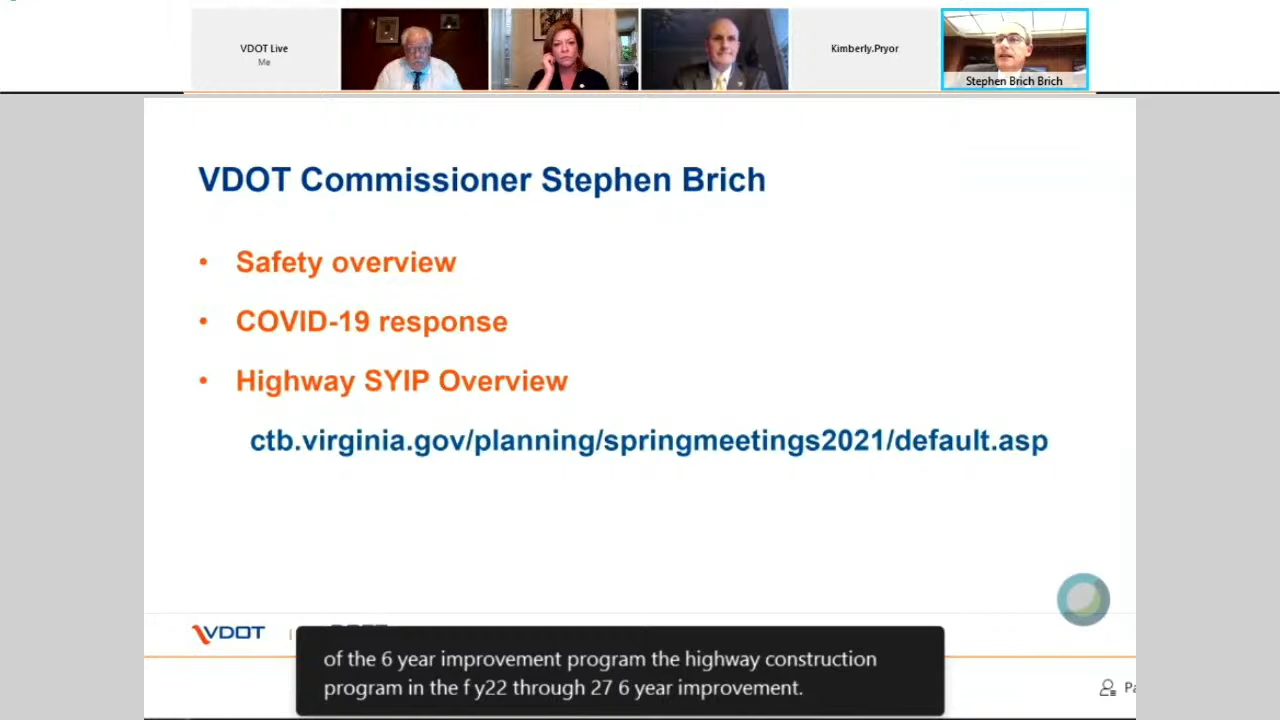 VDOT Live
Me
Kimberly.Pryor
Stephen Brich Brich
VDOT Commissioner Stephen Brich
• Safety overview
• COVID-19 response
• Highway SYIP Overview
ctb.virginia.gov/planning/springmeetings2021/default.asp
VDOT
of the 6 year improvement program the highway construction
program in the f y22 through 27 6 year improvement.
Pa